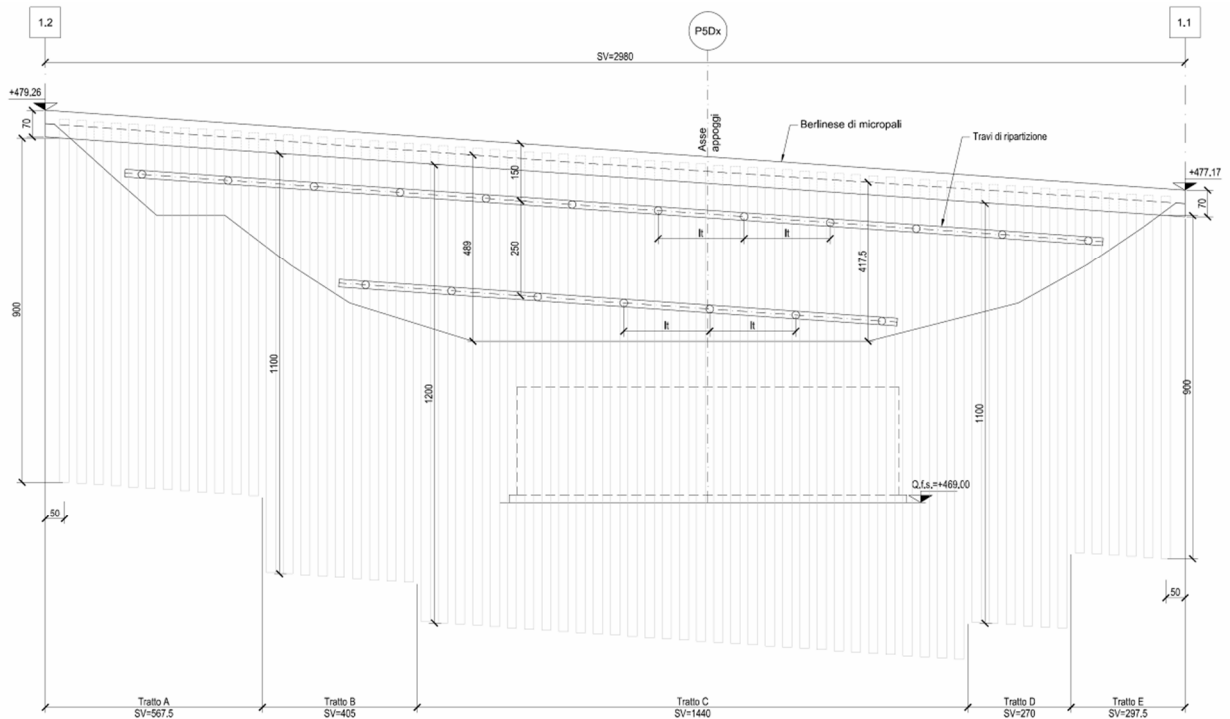 1.2
P5Dx
1.1
SV=2980
+479.26
70
Asse appoggi
Berlinese di micropali
Travi di ripartizione
+477.17
70
150
489
250
417.5
lt
lt
lt
lt
900
1100
1200
1100
900
Q.f.s.=+469.00
50
50
Tratto A
SV=567.5
Tratto B
SV=405
Tratto C
SV=1440
Tratto D
SV=270
Tratto E
SV=297.5